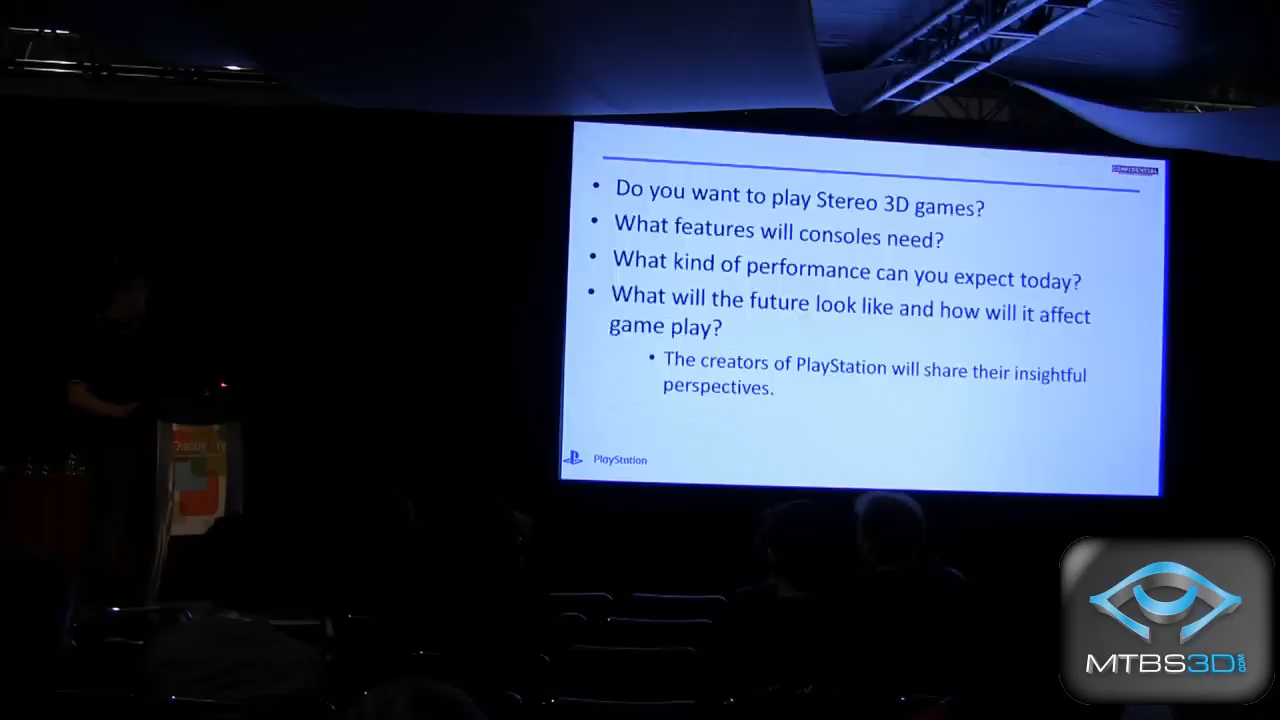 CONFIDENTIAL
• Do you want to play Stereo 3D games?
• What features will consoles need?
• What kind of performance can you expect today?
• What will the future look like and how will it affect
game play?
• The creators of PlayStation will share their insightful
perspectives.
PlayStation
MTBS3D.COM